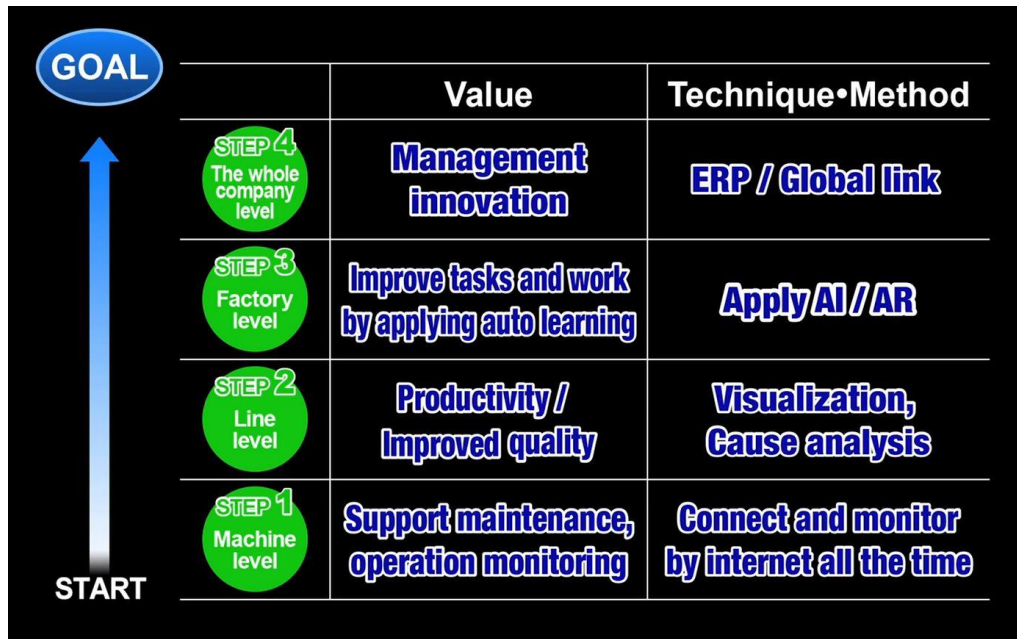 GOAL
Value
Technique•Method
STEP 4
The whole
company
level
Management
innovation
ERP / Global link
STEP 3
Factory
level
Improve tasks and work
by applying auto learning
Apply AI / AR
STEP 2
Line
level
Productivity /
Improved quality
Visualization,
Cause analysis
STEP 1
Machine
level
Support maintenance,
operation monitoring
Connect and monitor
by internet all the time
START